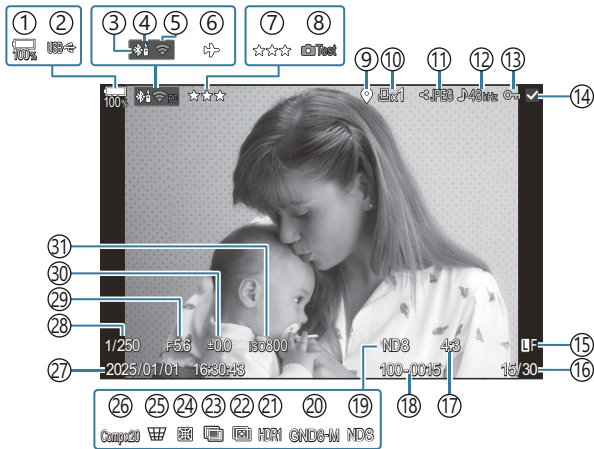 ① ② ③ ④ ⑤ ⑥ ⑦ ⑧
100% USB Test
⑨ ⑩ ⑪ ⑫ ⑬
100% PC x1 JPEG 48kHz
⑭
㉛
㉚
㉙
㉘
1/250 F5.6 ±0.0 ISO800 ND8 4:3 LF ⑮
㉗ 2025/01/01 16:30:43 100-0015 15/30 ⑯
㉖ ㉕ ㉔ ㉓ ㉒ ㉑ ⑳ ⑲ ⑱ ⑰
Compo20 HDR1 GND8-M ND8